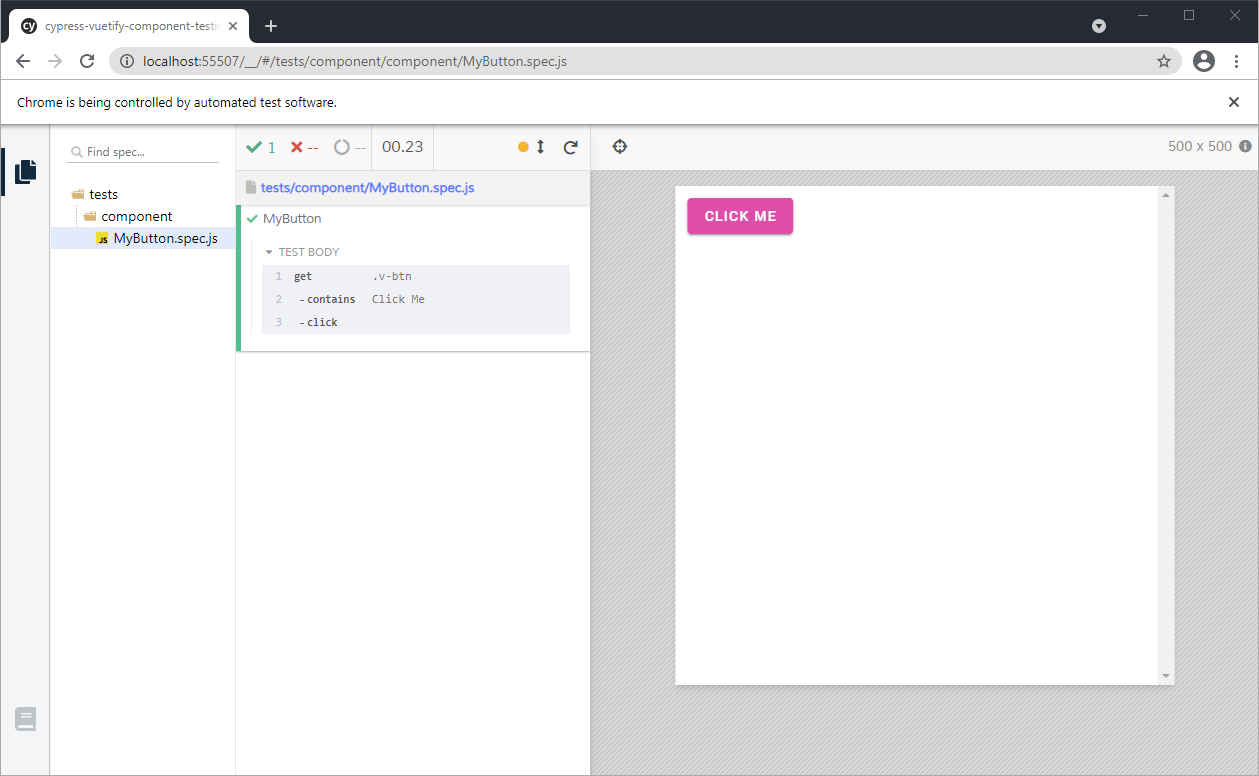 cy cypress-vuetify-component-testi
localhost:55507/__/#/tests/component/component/MyButton.spec.js
Chrome is being controlled by automated test software.
Find spec...
tests
component
JS MyButton.spec.js
1 -- -- 00.23
tests/component/MyButton.spec.js
MyButton
TEST BODY
1 get .v-btn
2 -contains Click Me
3 -click
500 x 500
CLICK ME